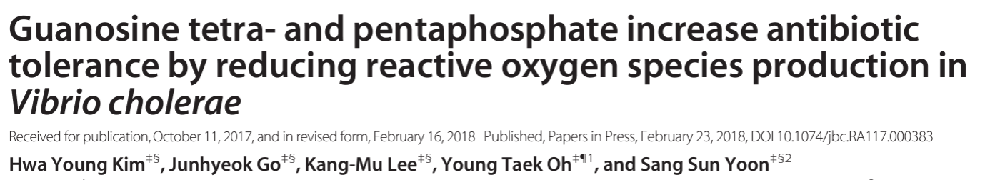 Guanosine tetra- and pentaphosphate increase antibiotic
tolerance by reducing reactive oxygen species production in
Vibrio cholerae
Received for publication, October 11, 2017, and in revised form, February 16, 2018 Published, Papers in Press, February 23, 2018, DOI 10.1074/jbc.RA117.000383
Hwa Young Kim‡§, Junhyeok Go‡§, Kang-Mu Lee‡§, Young Taek Oh‡¶1, and Sang Sun Yoon‡§2